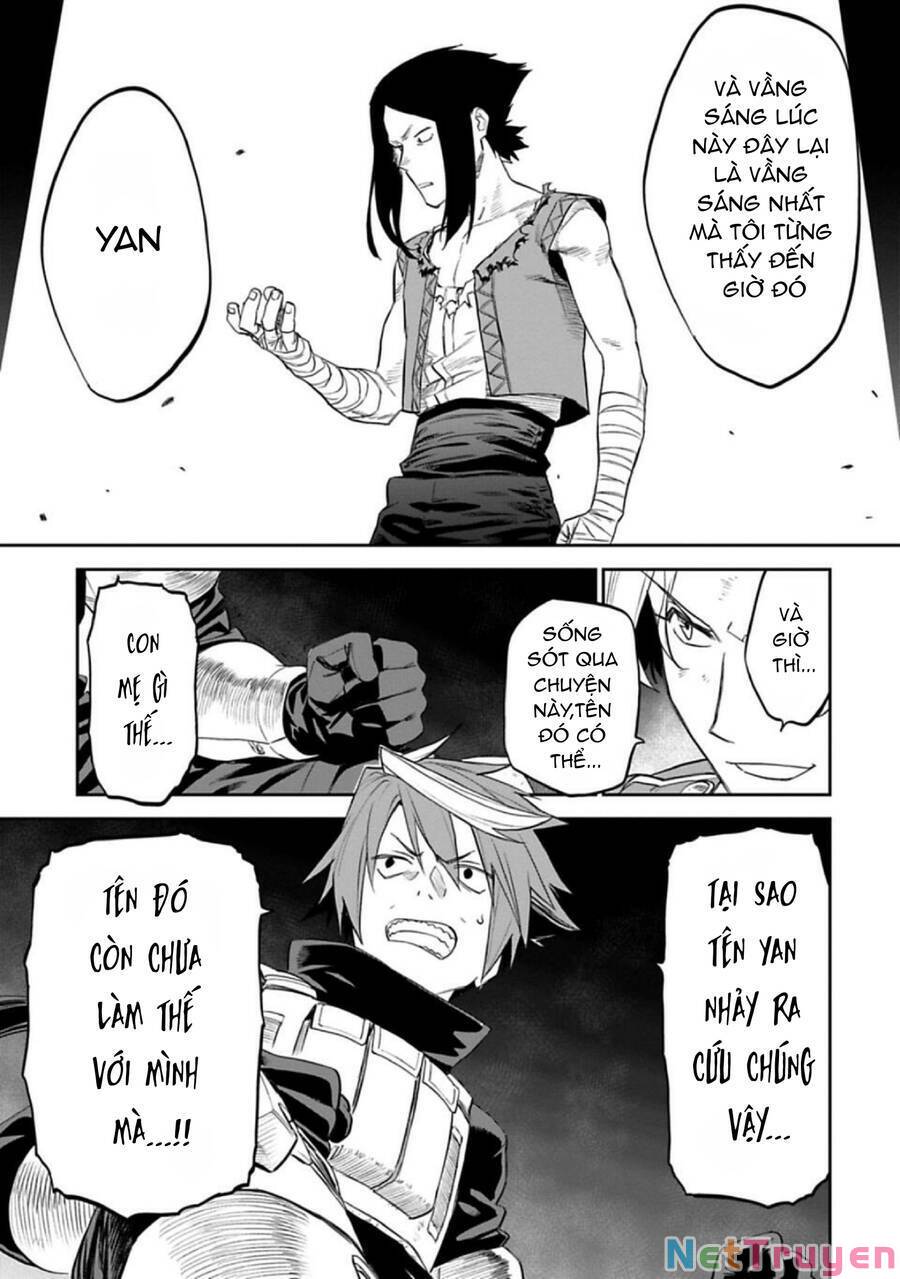 VÀ VẦNG
SÁNG LÚC
NÀY ĐÂY LẠI
LÀ VẦNG
SÁNG NHẤT
MÀ TÔI TỪNG
THẤY ĐẾN
GIỜ ĐÓ
YAN
VÀ
GIỜ
THÌ...
SỐNG
SÓT QUA
CHUYỆN
NÀY,TÊN
ĐÓ CÓ
THỂ...
CON
MẸ GÌ
THẾ...
TẠI SAO
TÊN YAN
NHẢY RA
CỨU CHÚNG
VẬY...
TÊN ĐÓ
CÒN CHƯA
LÀM THẾ
VỚI MÌNH
MÀ....!!
NetTruyen